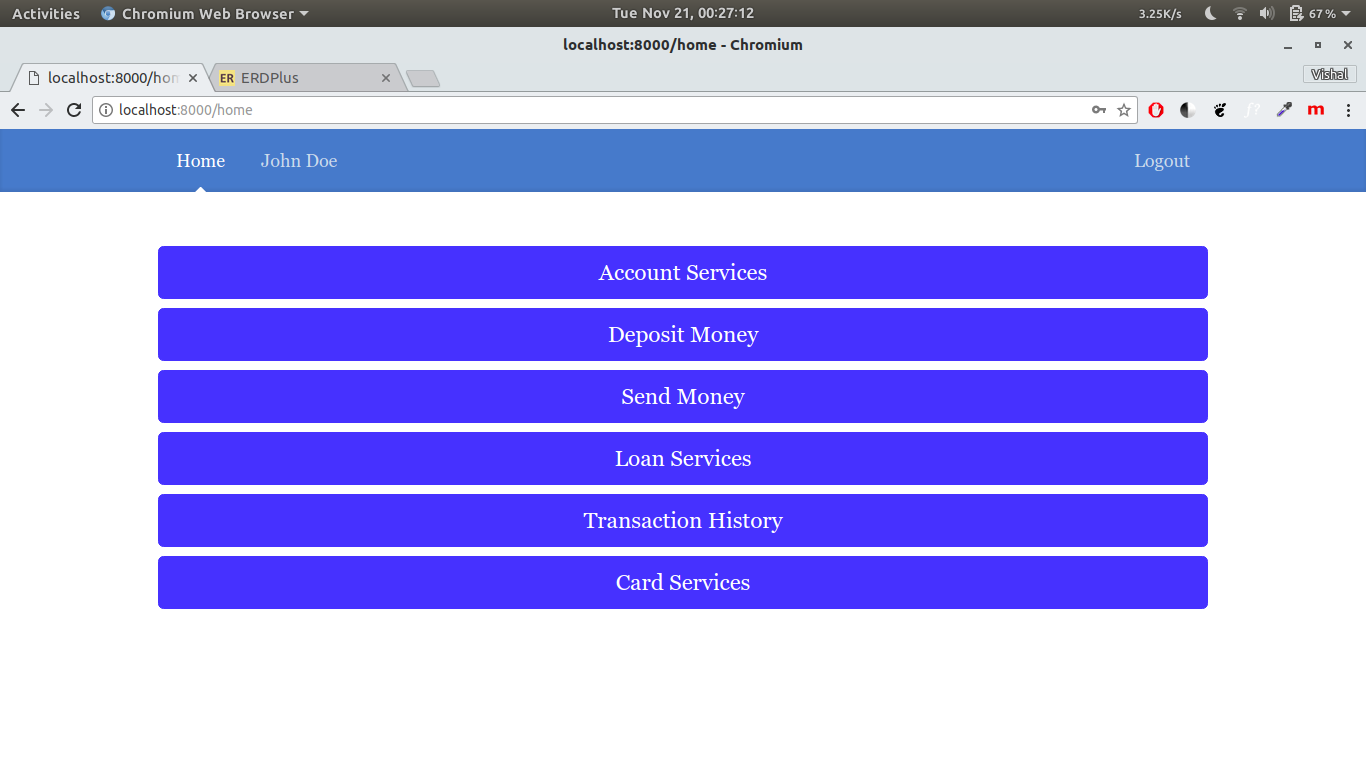 Activities Chromium Web Browser Tue Nov 21, 00:27:12 3.25K/s 67%
localhost:8000/home - Chromium
localhost:8000/hom ER ERDPlus Vishal
localhost:8000/home f? m
Home John Doe Logout
Account Services
Deposit Money
Send Money
Loan Services
Transaction History
Card Services